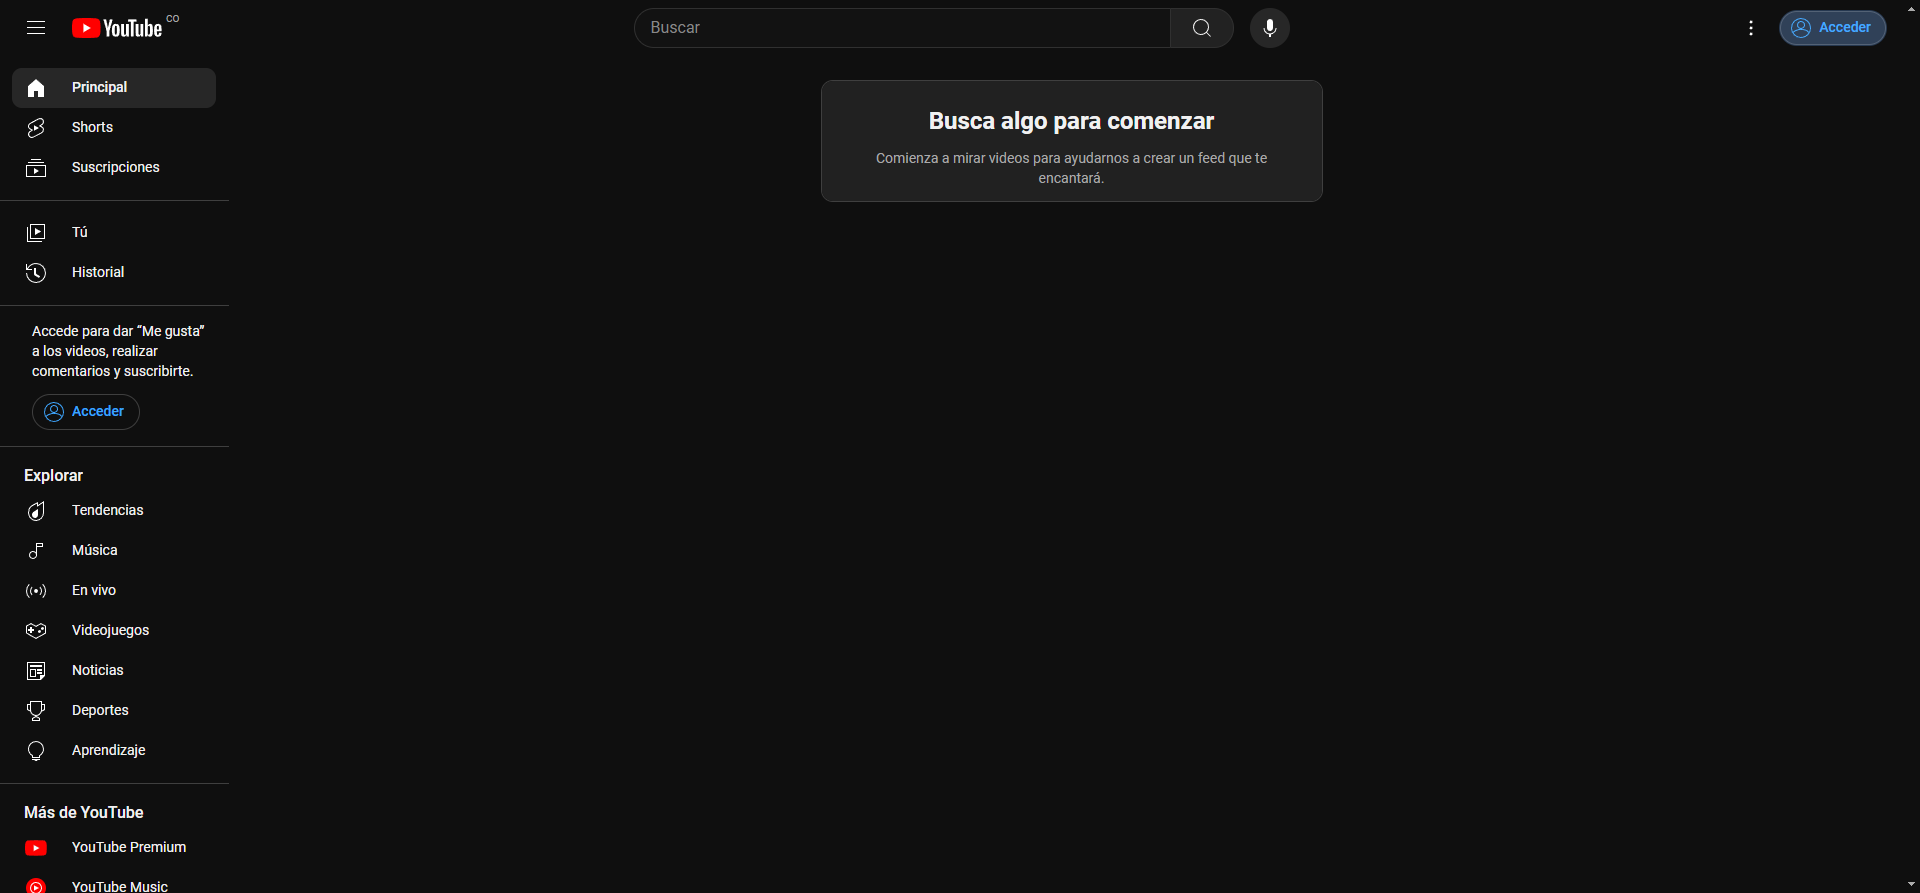 YouTube CO
Buscar
Acceder
Principal
Shorts
Suscripciones
Tú
Historial
Accede para dar “Me gusta”
a los videos, realizar
comentarios y suscribirte.
Acceder
Explorar
Tendencias
Música
En vivo
Videojuegos
Noticias
Deportes
Aprendizaje
Más de YouTube
YouTube Premium
YouTube Music
Busca algo para comenzar
Comienza a mirar videos para ayudarnos a crear un feed que te
encantará.